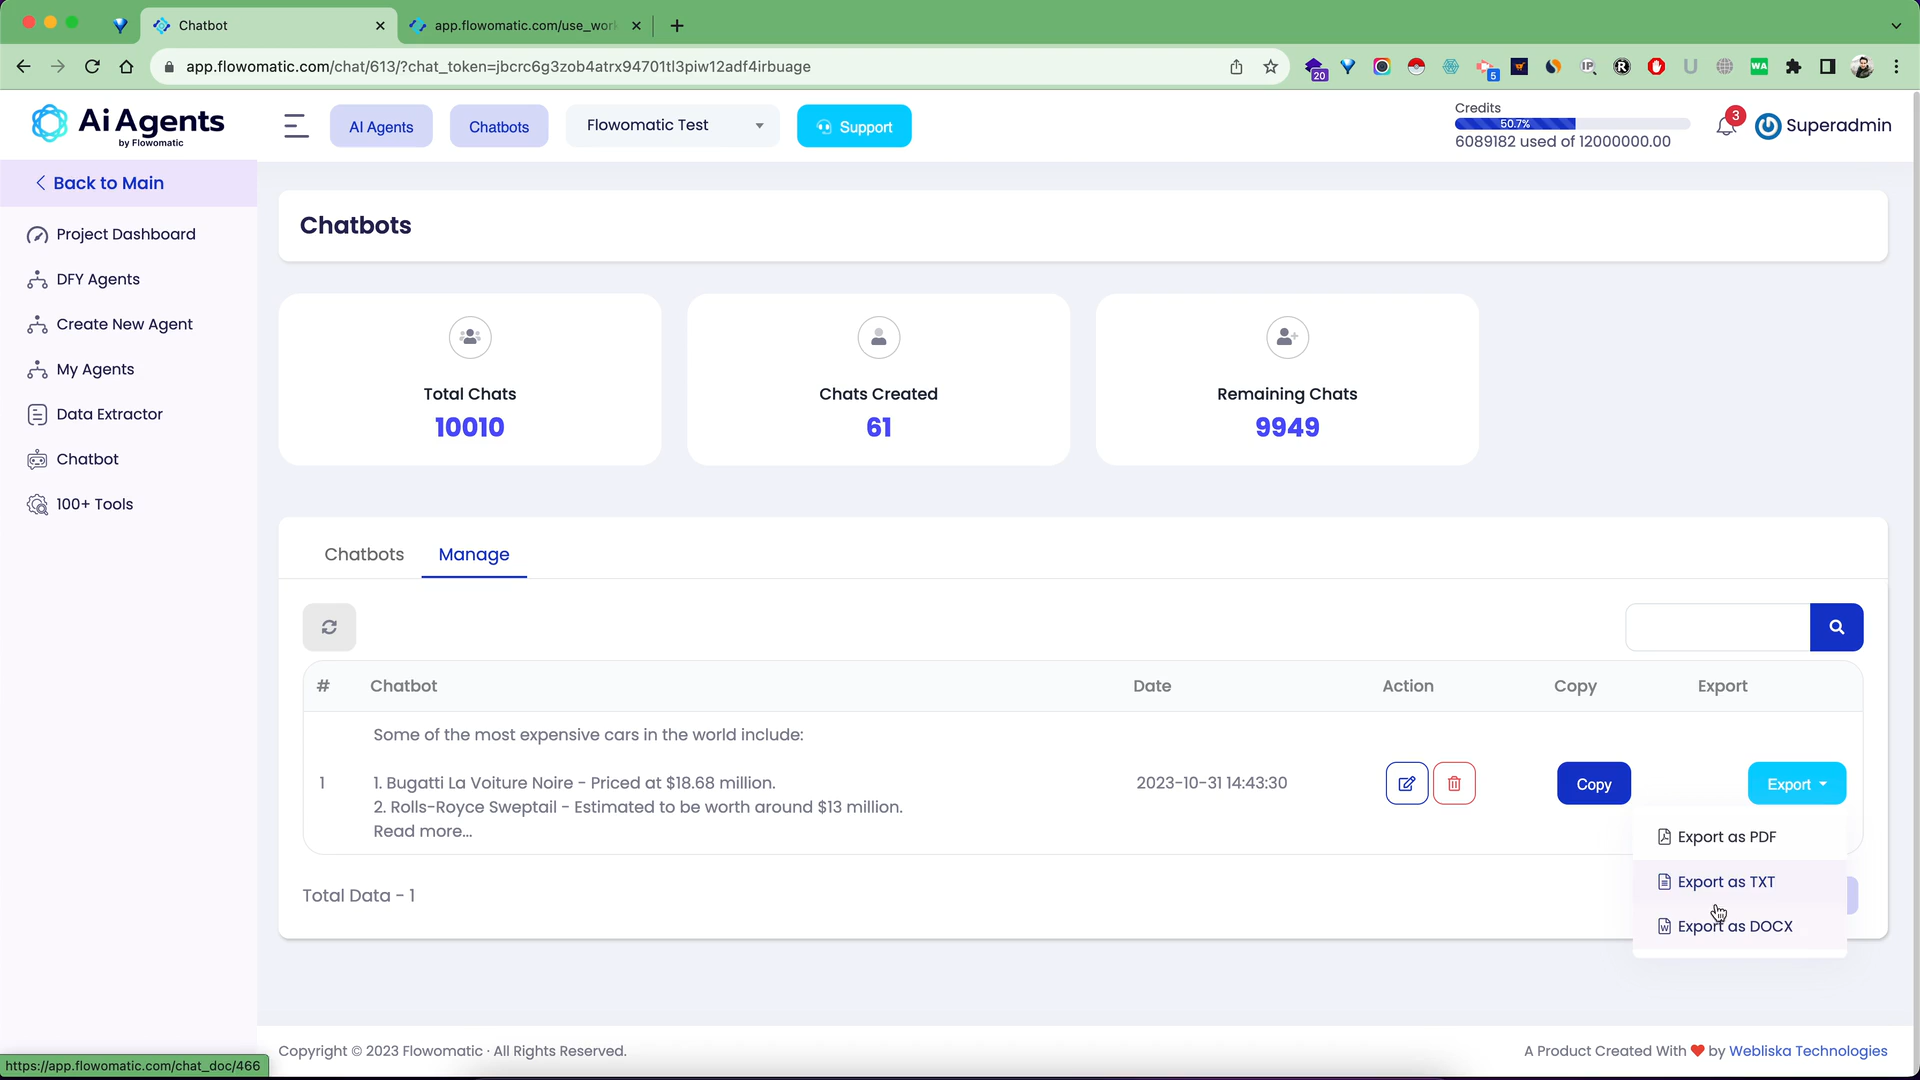 Chatbot
app.flowomatic.com/use_wor
app.flowomatic.com/chat/613/?chat_token=jbcrc6g3zob4atrx94701tl3piw12adf4irbuage
20
5
IP
R
U
WA
Ai Agents
by Flowomatic
AI Agents
Chatbots
Flowomatic Test
Support
Credits
50.7%
6089182 used of 12000000.00
3
Superadmin
Back to Main
Project Dashboard
DFY Agents
Create New Agent
My Agents
Data Extractor
Chatbot
100+ Tools
Chatbots
Total Chats
10010
Chats Created
61
Remaining Chats
9949
Chatbots
Manage
# Chatbot Date Action Copy Export
Some of the most expensive cars in the world include:
1
1. Bugatti La Voiture Noire - Priced at $18.68 million.
2. Rolls-Royce Sweptail - Estimated to be worth around $13 million.
Read more...
2023-10-31 14:43:30
Copy
Export
Export as PDF
Export as TXT
Export as DOCX
Total Data - 1
Copyright © 2023 Flowomatic · All Rights Reserved.
A Product Created With ❤ by Webliska Technologies
https://app.flowomatic.com/chat_doc/466